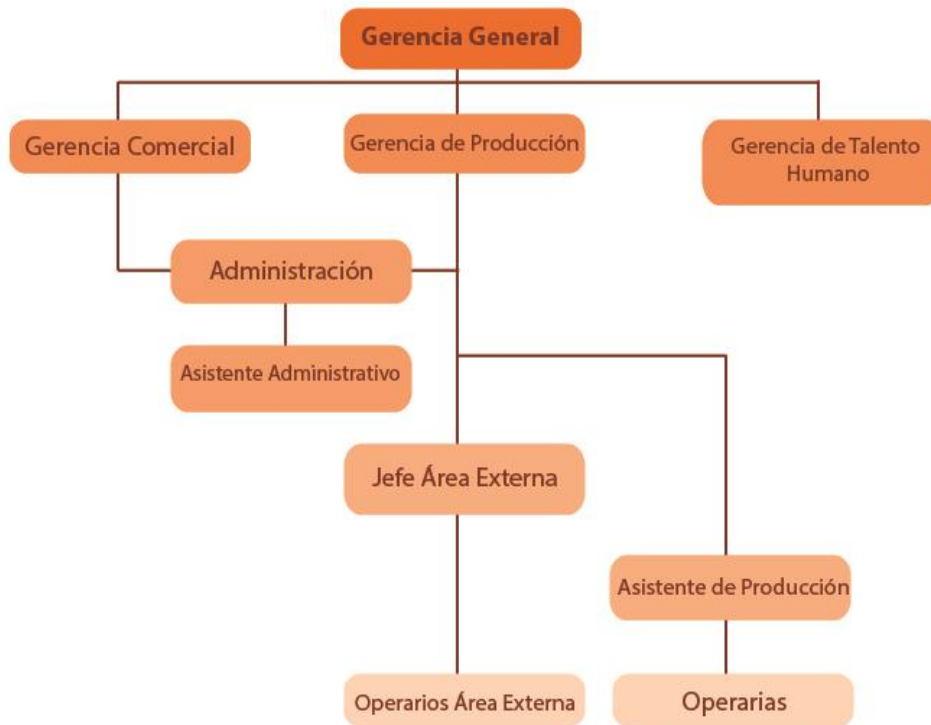 Gerencia General
Gerencia Comercial
Gerencia de Producción
Gerencia de Talento
Humano
Administración
Asistente Administrativo
Jefe Área Externa
Asistente de Producción
Operarios Área Externa
Operarias